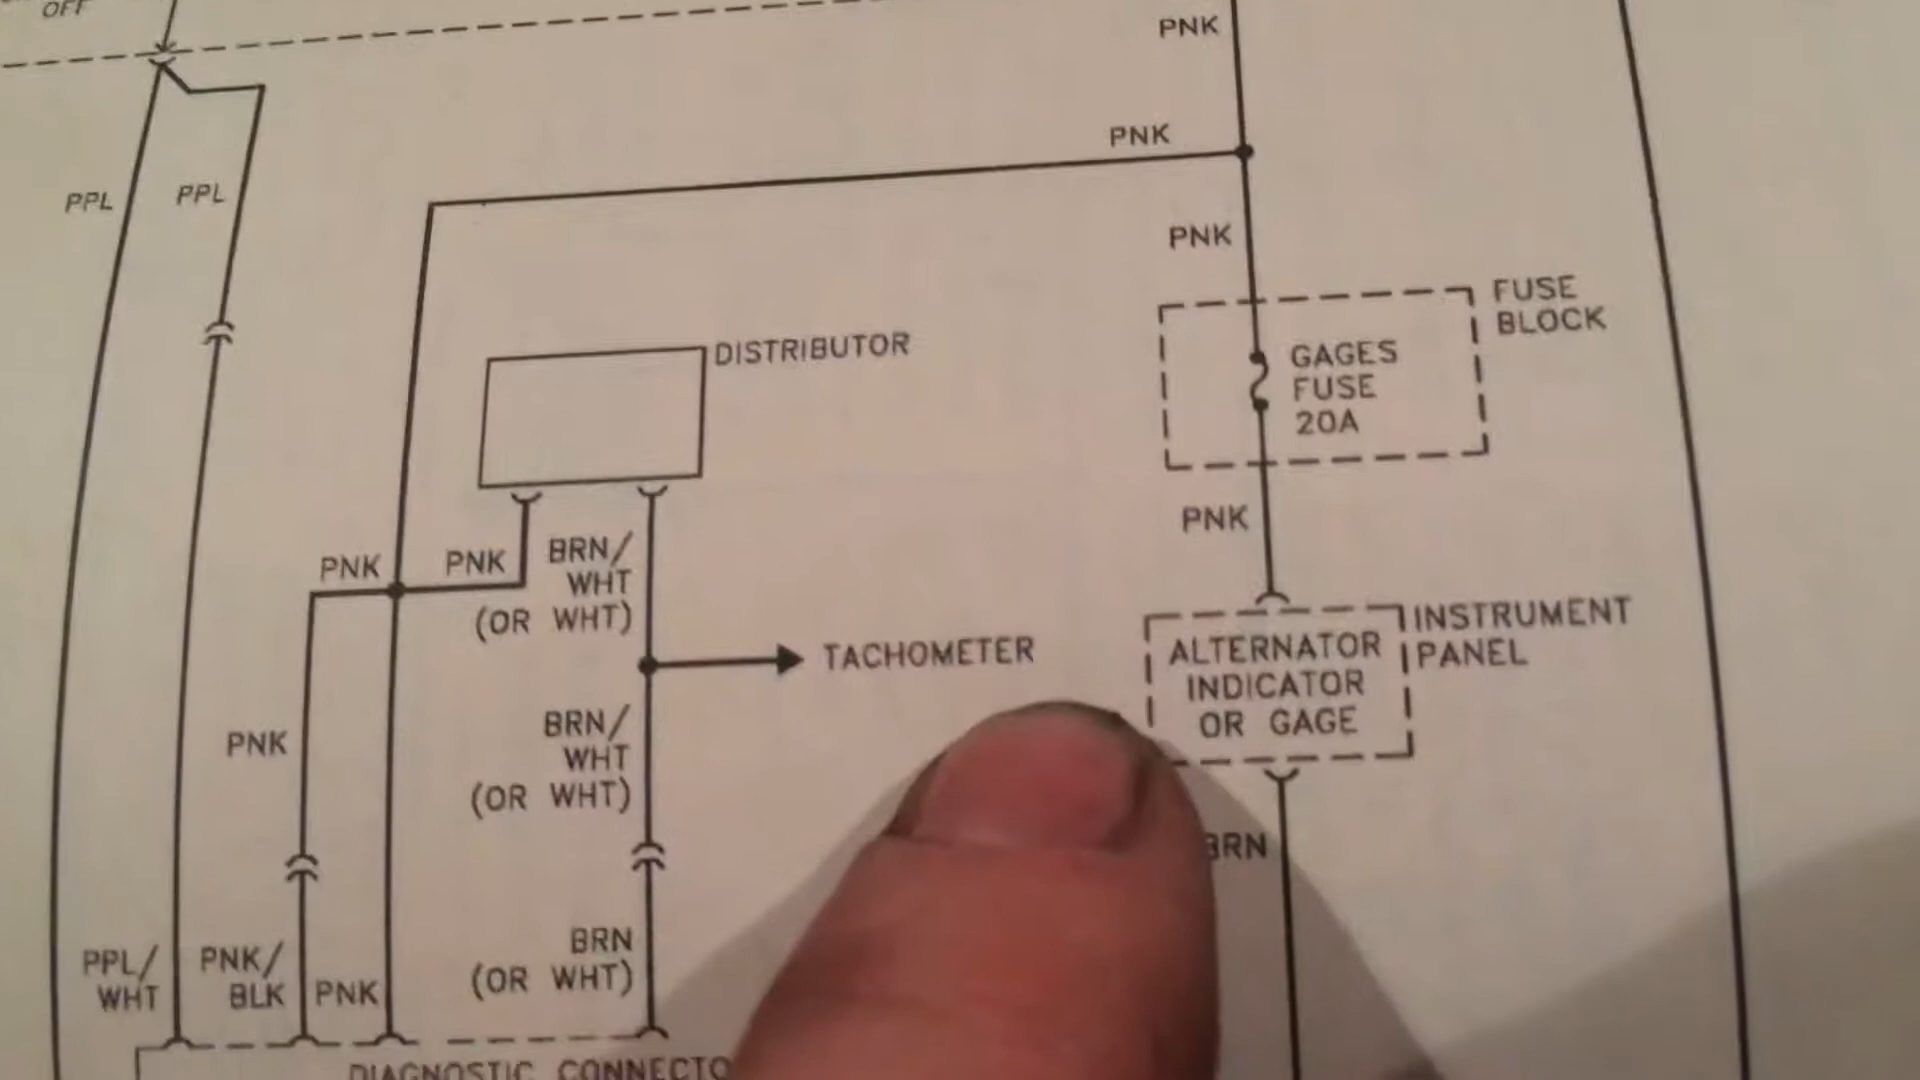 OFF
PNK
PNK
PPL
PPL
PNK
FUSE
BLOCK
GAGES
FUSE
20A
DISTRIBUTOR
PNK
PNK
PNK
BRN/
WHT
(OR WHT)
TACHOMETER
INSTRUMENT
PANEL
ALTERNATOR
INDICATOR
OR GAGE
PNK
BRN/
WHT
(OR WHT)
BRN
BRN
(OR WHT)
PPL/
WHT
PNK/
BLK
PNK
DIAGNOSTIC